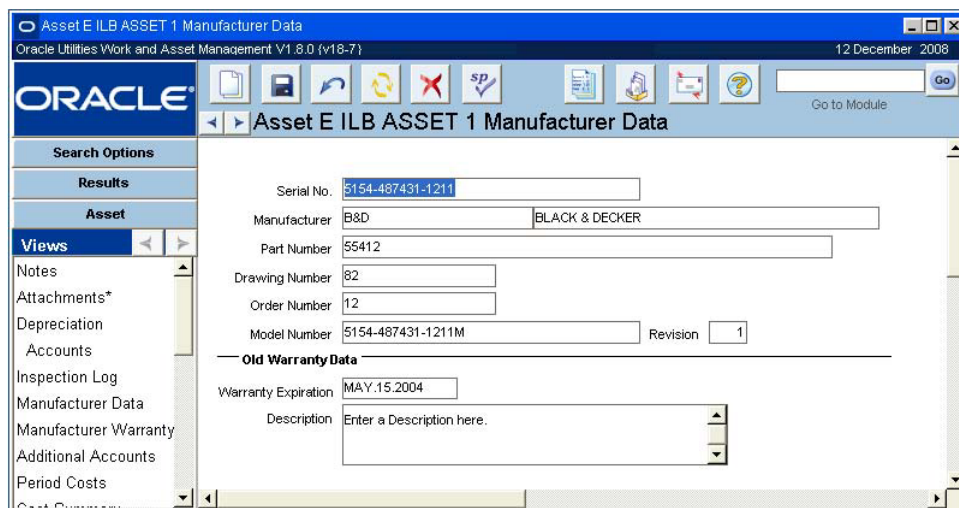 Asset E ILB ASSET 1 Manufacturer Data
Oracle Utilities Work and Asset Management V1.8.0 (v18-7)
12 December 2008
ORACLE
sp
Go
Go to Module
Asset E ILB ASSET 1 Manufacturer Data
Search Options
Results
Asset
Views
Notes
Attachments*
Depreciation
Accounts
Inspection Log
Manufacturer Data
Manufacturer Warranty
Additional Accounts
Period Costs
Serial No. 5154-487431-1211
Manufacturer B&D BLACK & DECKER
Part Number 55412
Drawing Number 82
Order Number 12
Model Number 5154-487431-1211M Revision 1
Old Warranty Data
Warranty Expiration MAY.15.2004
Description Enter a Description here.